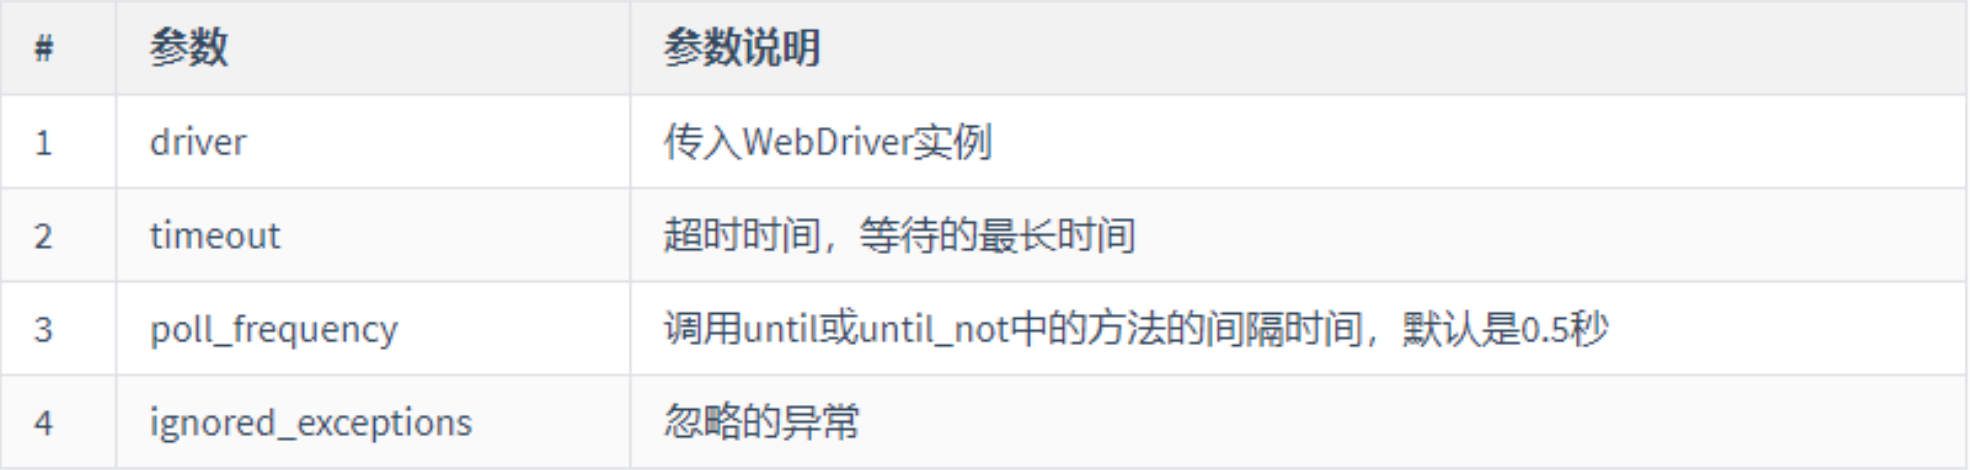 # 参数 参数说明
1 driver 传入WebDriver实例
2 timeout 超时时间，等待的最长时间
3 poll_frequency 调用until或until_not中的方法的间隔时间，默认是0.5秒
4 ignored_exceptions 忽略的异常